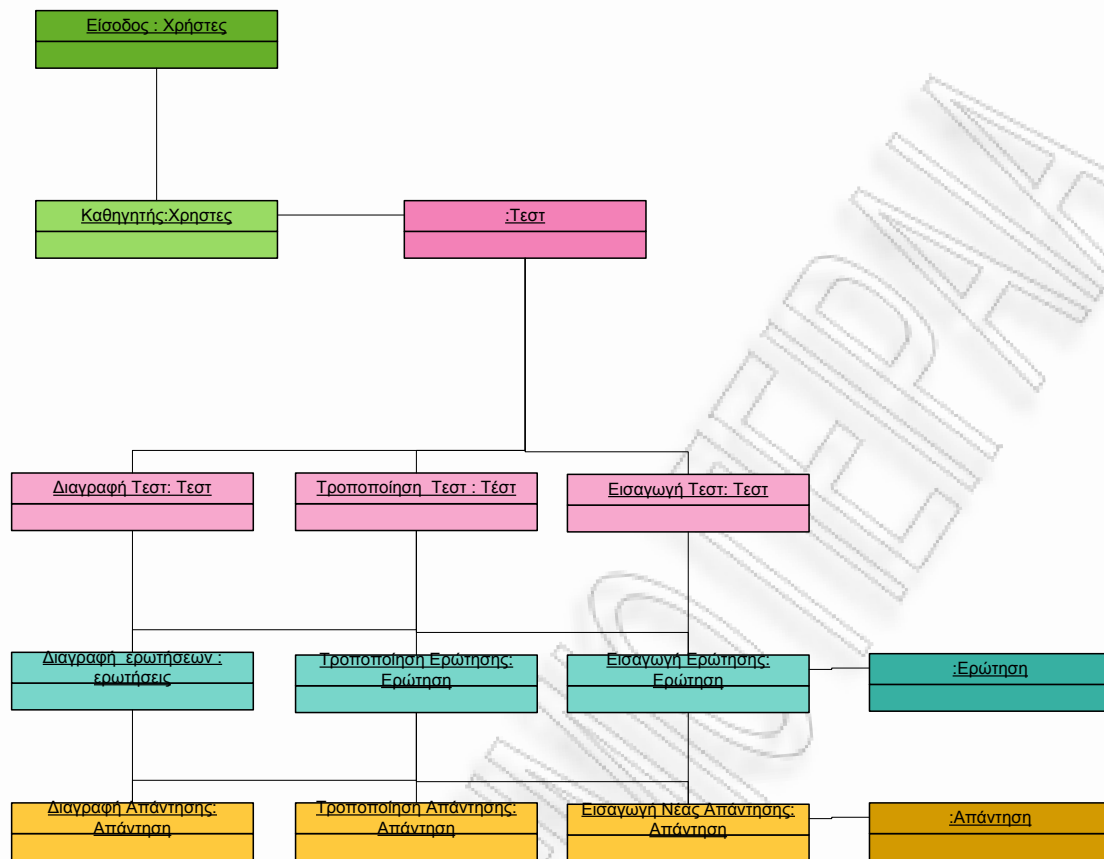 Είσοδος : Χρήστες
Καθηγητής:Χρηστες
:Τεστ
Διαγραφή Τεστ: Τεστ
Τροποποίηση Τεστ : Τέστ
Εισαγωγή Τεστ: Τεστ
Διαγραφή ερωτήσεων :
ερωτήσεις
Τροποποίηση Ερώτησης:
Ερώτηση
Εισαγωγή Ερώτησης:
Ερώτηση
:Ερώτηση
Διαγραφή Απάντησης:
Απάντηση
Τροποποίηση Απάντησης:
Απάντηση
Εισαγωγή Νέας Απάντησης:
Απάντηση
:Απάντηση